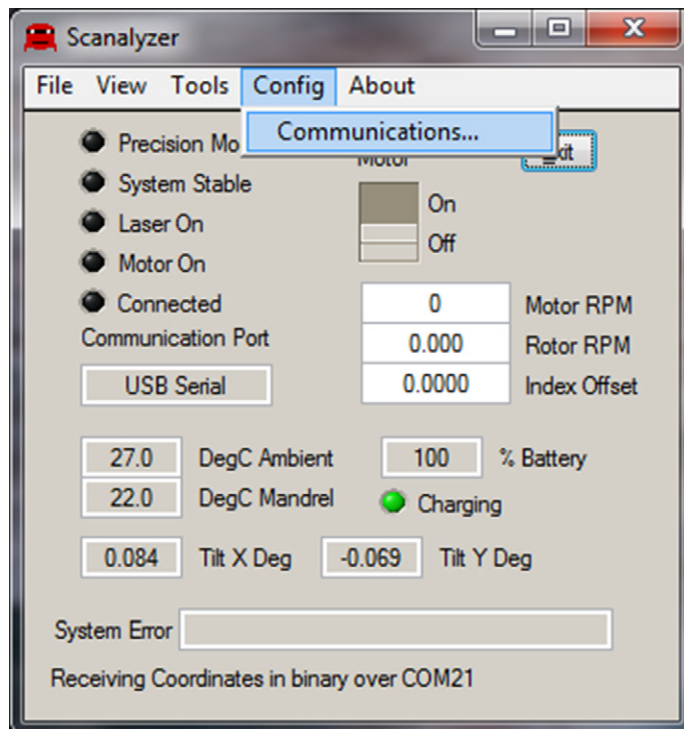 Scanalyzer
File View Tools Config About
Communications...
Precision Mo
Motor
System Stable
On
Laser On
Off
Motor On
Connected
0 Motor RPM
Communication Port
0.000 Rotor RPM
USB Serial
0.0000 Index Offset
27.0 DegC Ambient 100 % Battery
22.0 DegC Mandrel Charging
0.084 Tilt X Deg -0.069 Tilt Y Deg
System Error
Receiving Coordinates in binary over COM21